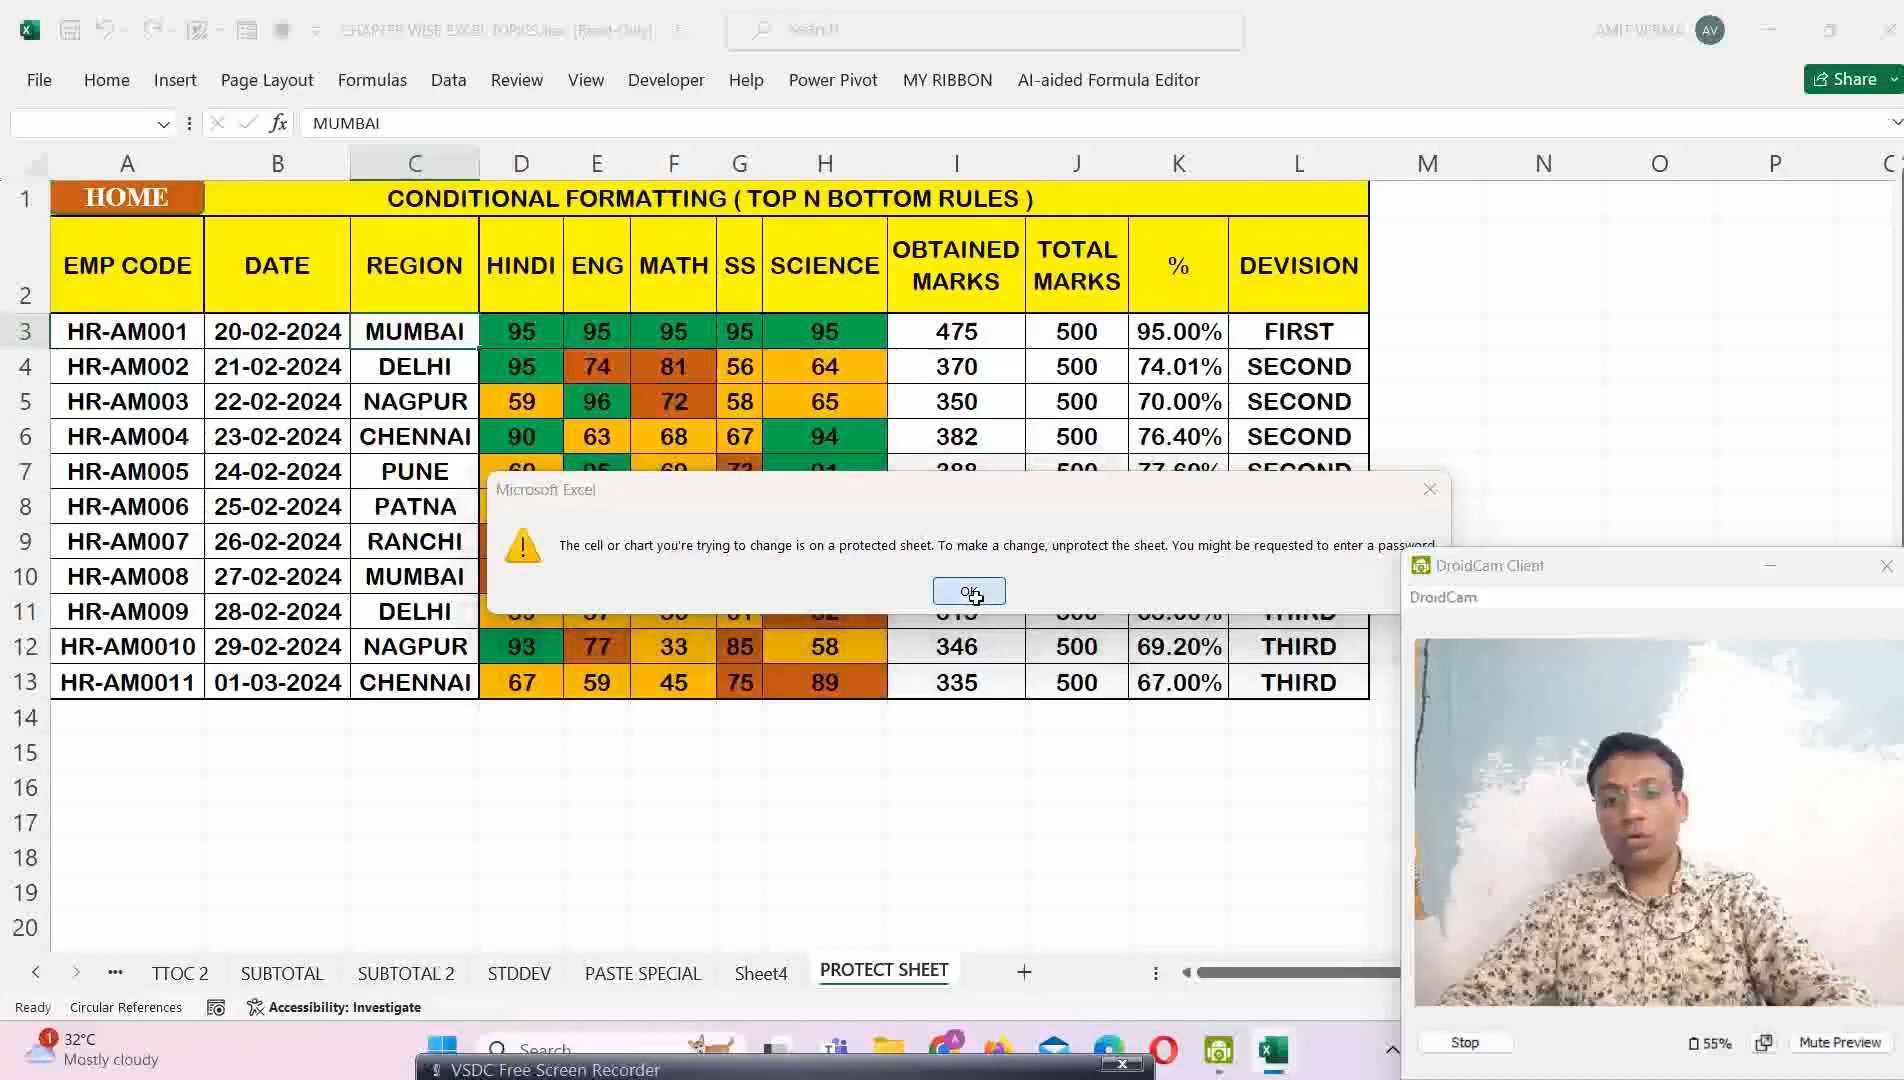 CHAPTER WISE EXCEL TOPICS.xlsx [Read-Only]
Search
AMIT VERMA AV
File Home Insert Page Layout Formulas Data Review View Developer Help Power Pivot MY RIBBON AI-aided Formula Editor Share
fx MUMBAI
A B C D E F G H I J K L M N O P
1 HOME CONDITIONAL FORMATTING ( TOP N BOTTOM RULES )
2 EMP CODE DATE REGION HINDI ENG MATH SS SCIENCE OBTAINED MARKS TOTAL MARKS % DEVISION
3 HR-AM001 20-02-2024 MUMBAI 95 95 95 95 95 475 500 95.00% FIRST
4 HR-AM002 21-02-2024 DELHI 95 74 81 56 64 370 500 74.01% SECOND
5 HR-AM003 22-02-2024 NAGPUR 59 96 72 58 65 350 500 70.00% SECOND
6 HR-AM004 23-02-2024 CHENNAI 90 63 68 67 94 382 500 76.40% SECOND
7 HR-AM005 24-02-2024 PUNE 500 77.60% SECOND
8 HR-AM006 25-02-2024 PATNA
9 HR-AM007 26-02-2024 RANCHI
10 HR-AM008 27-02-2024 MUMBAI
11 HR-AM009 28-02-2024 DELHI THIRD
12 HR-AM0010 29-02-2024 NAGPUR 93 77 33 85 58 346 500 69.20% THIRD
13 HR-AM0011 01-03-2024 CHENNAI 67 59 45 75 89 335 500 67.00% THIRD
14
15
16
17
18
19
20
Microsoft Excel
The cell or chart you're trying to change is on a protected sheet. To make a change, unprotect the sheet. You might be requested to enter a password.
OK
DroidCam Client
DroidCam
Stop 55% Mute Preview
TTOC 2 SUBTOTAL SUBTOTAL 2 STDDEV PASTE SPECIAL Sheet4 PROTECT SHEET
Ready Circular References Accessibility: Investigate
1 32°C
Mostly cloudy
Search
VSDC Free Screen Recorder